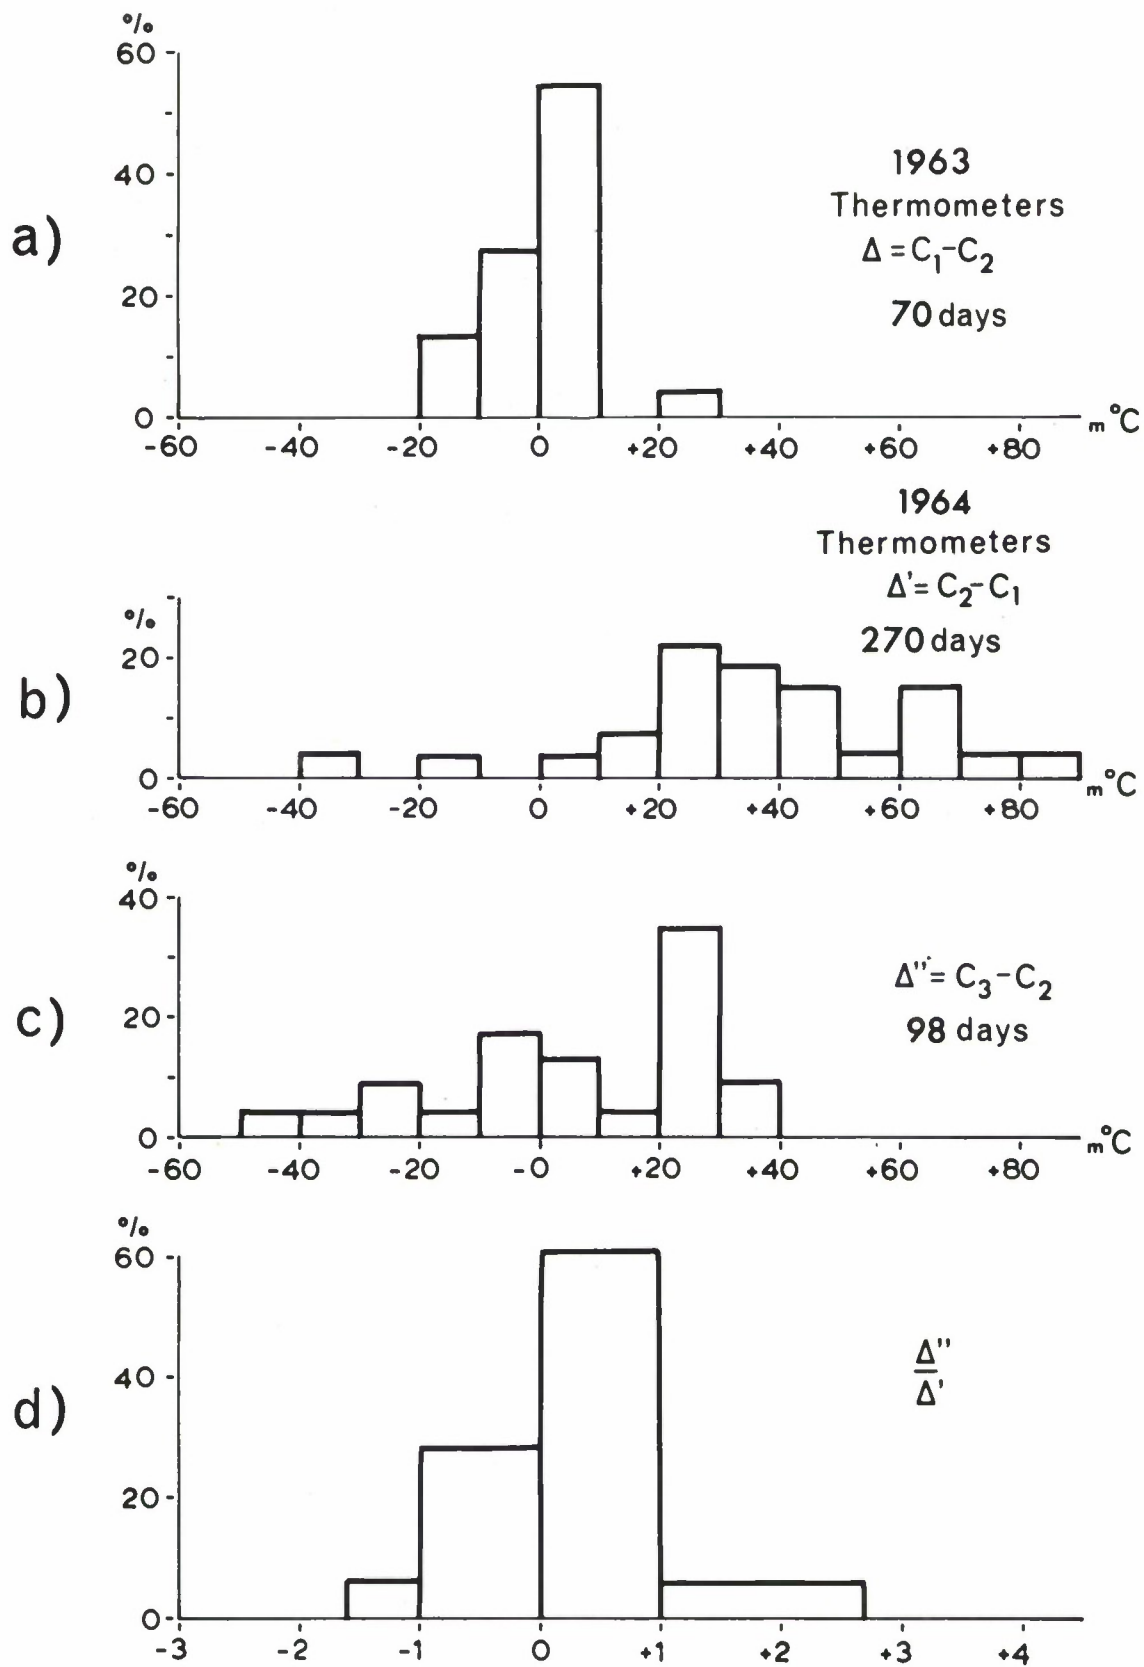 a)
%
60
40
20
0
-60 -40 -20 0 +20 +40 +60 +80 m°C
1963
Thermometers
Δ = C₁-C₂
70 days
b)
%
20
0
-60 -40 -20 0 +20 +40 +60 +80 m°C
1964
Thermometers
Δ' = C₂-C₁
270 days
c)
%
40
20
0
-60 -40 -20 -0 +20 +40 +60 +80 m°C
Δ'' = C₃-C₂
98 days
d)
%
60
40
20
0
-3 -2 -1 0 +1 +2 +3 +4
Δ''
Δ'